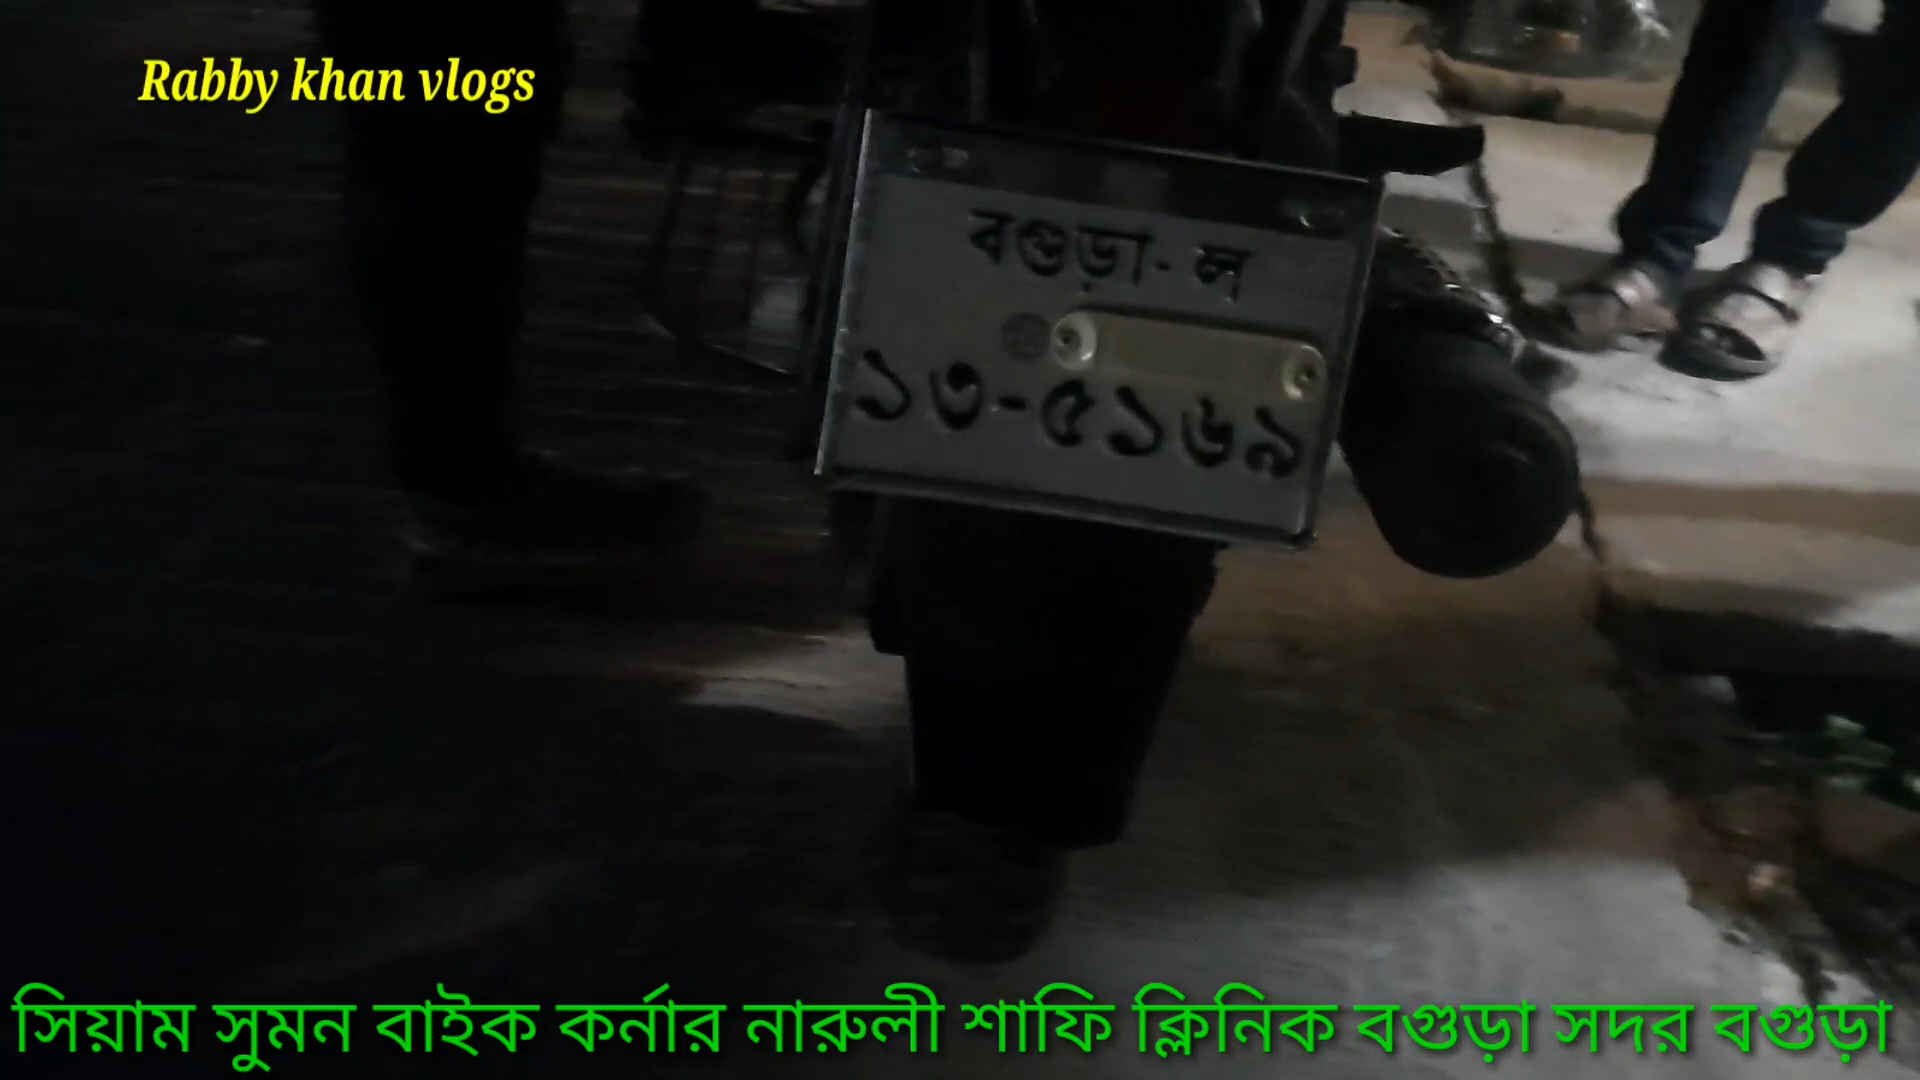 Rabby khan vlogs
বগুড়া- ল
১৩-৫১৬৯
সিয়াম সুমন বাইক কর্নার নারুলী শাফি ক্লিনিক বগুড়া সদর বগুড়া